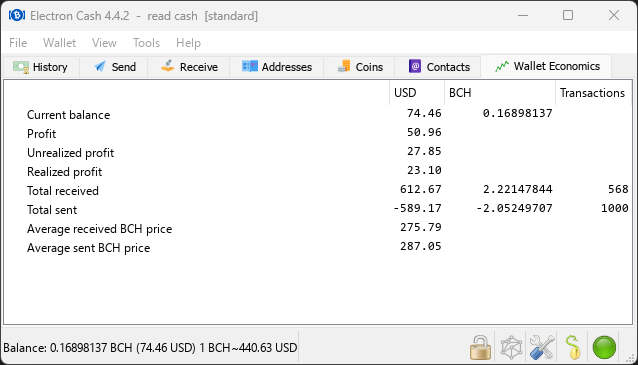 Electron Cash 4.4.2 - read cash [standard]
File Wallet View Tools Help
History Send Receive Addresses Coins Contacts Wallet Economics
USD BCH Transactions
Current balance 74.46 0.16898137
Profit 50.96
Unrealized profit 27.85
Realized profit 23.10
Total received 612.67 2.22147844 568
Total sent -589.17 -2.05249707 1000
Average received BCH price 275.79
Average sent BCH price 287.05
Balance: 0.16898137 BCH (74.46 USD) 1 BCH~440.63 USD